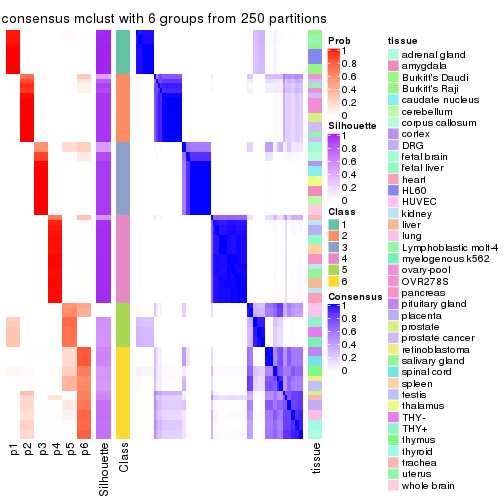 consensus mclust with 6 groups from 250 partitions
Prob
1
0.8
0.6
0.4
0.2
0
Silhouette
1
0.8
0.6
0.4
0.2
0
Class
1
2
3
4
5
6
Consensus
1
0.8
0.6
0.4
0.2
0
tissue
adrenal gland
amygdala
Burkitt's Daudi
Burkitt's Raji
caudate nucleus
cerebellum
corpus callosum
cortex
DRG
fetal brain
fetal liver
heart
HL60
HUVEC
kidney
liver
lung
Lymphoblastic molt-4
myelogenous k562
ovary-pool
OVR278S
pancreas
pituitary gland
placenta
prostate
prostate cancer
retinoblastoma
salivary gland
spinal cord
spleen
testis
thalamus
THY-
THY+
thymus
thyroid
trachea
uterus
whole brain
p1
p2
p3
p4
p5
p6
Silhouette
Class
tissue